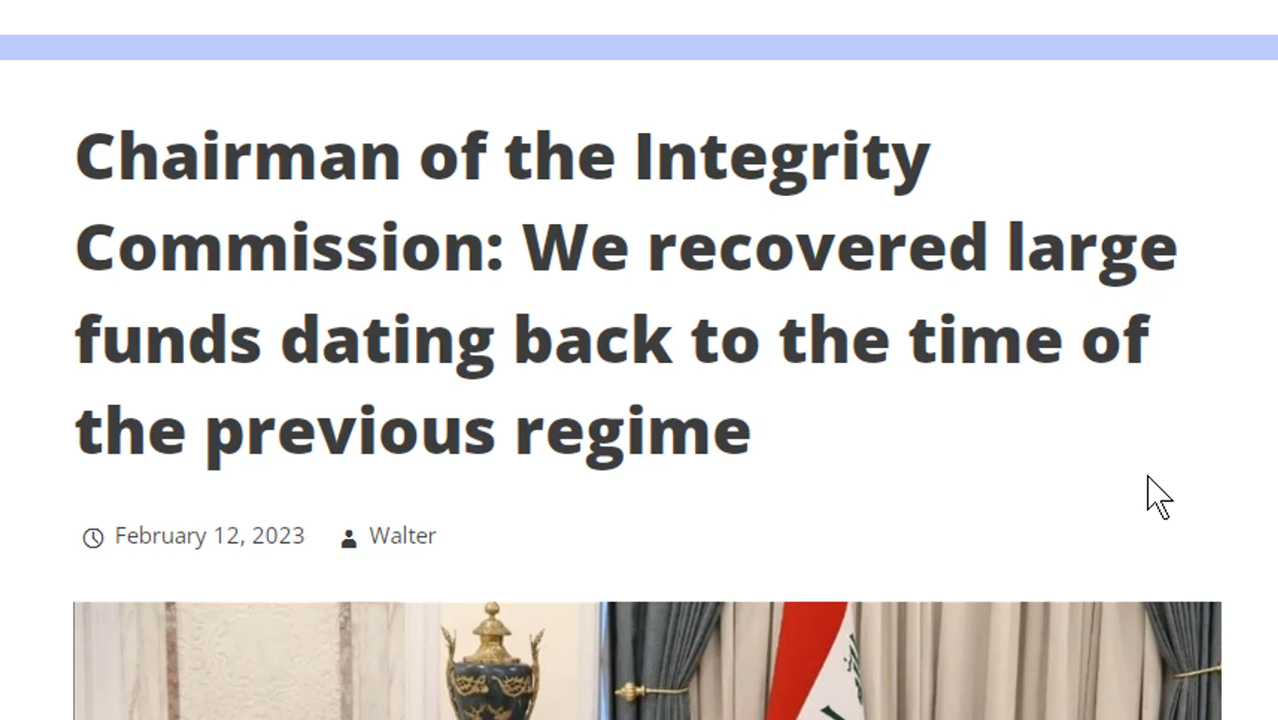 Chairman of the Integrity
Commission: We recovered large
funds dating back to the time of
the previous regime
February 12, 2023 Walter